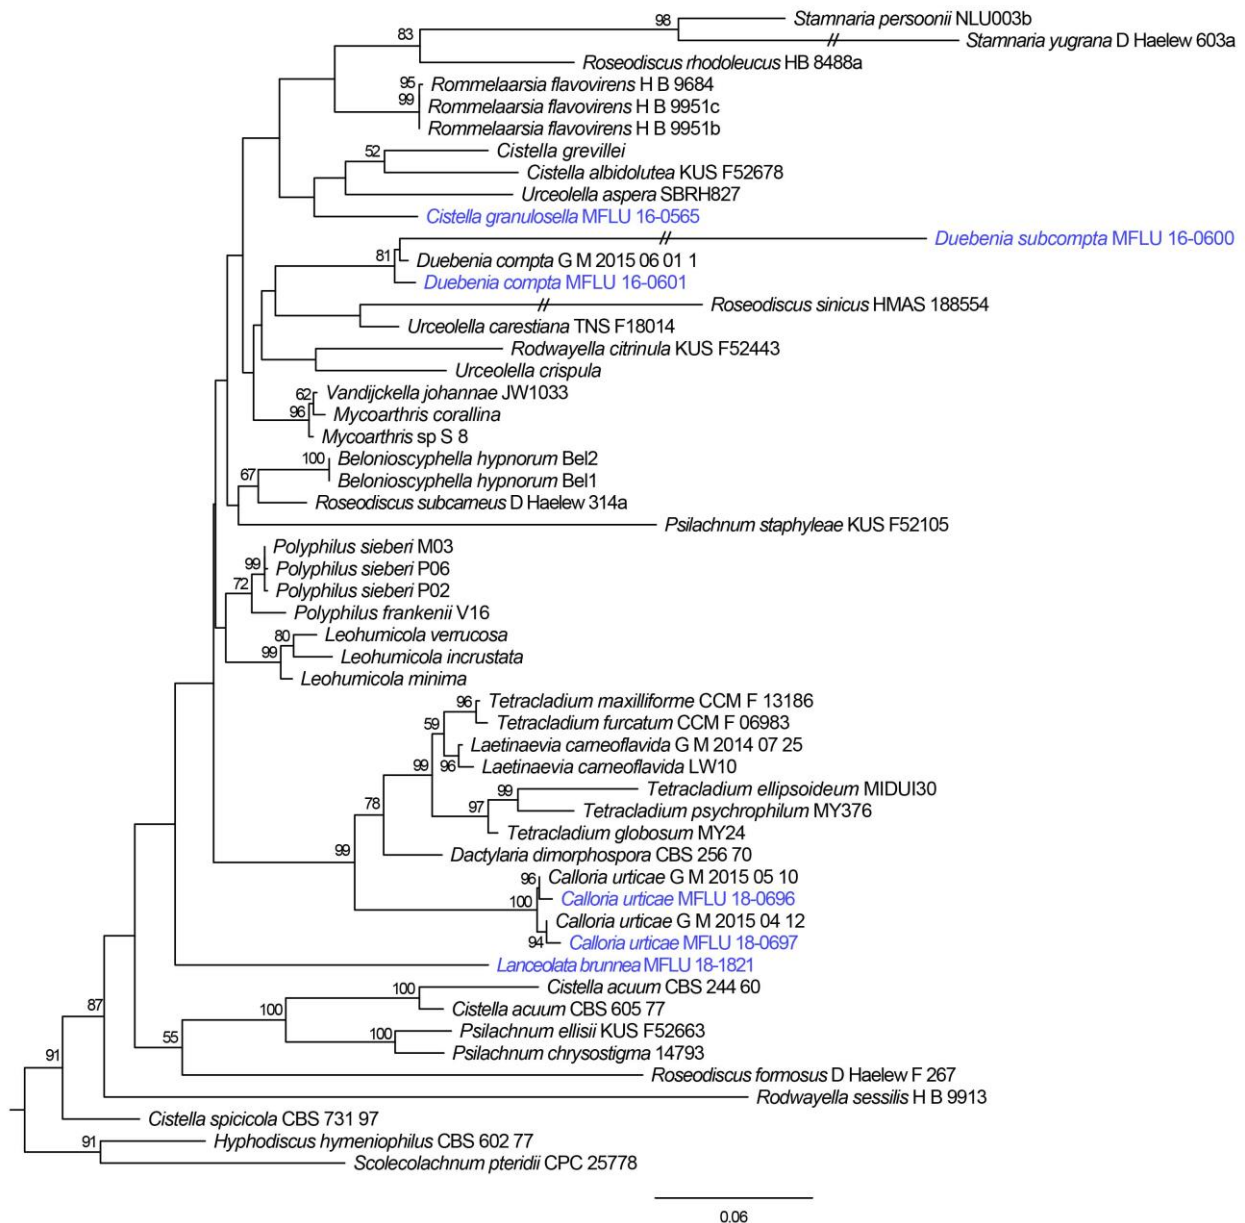 98
Stamnaria persoonii NLU003b
Stamnaria yugrana D Haelew 603a
83
Roseodiscus rhodoleucus HB 8488a
95
Rommelaarsia flavovirens H B 9684
99
Rommelaarsia flavovirens H B 9951c
Rommelaarsia flavovirens H B 9951b
52
Cistella grevillei
Cistella albidolutea KUS F52678
Urceolella aspera SBRH827
Cistella granulosella MFLU 16-0565
Duebenia subcompta MFLU 16-0600
81
Duebenia compta G M 2015 06 01 1
Duebenia compta MFLU 16-0601
Roseodiscus sinicus HMAS 188554
Urceolella carestiana TNS F18014
Rodwayella citrinula KUS F52443
Urceolella crispula
62
Vandijckella johannae JW1033
96
Mycoarthris corallina
Mycoarthris sp S 8
100
Belonioscyphella hypnorum Bel2
67
Belonioscyphella hypnorum Bel1
Roseodiscus subcarneus D Haelew 314a
Psilachnum staphyleae KUS F52105
Polyphilus sieberi M03
99
Polyphilus sieberi P06
72
Polyphilus sieberi P02
Polyphilus frankenii V16
80
Leohumicola verrucosa
99
Leohumicola incrustata
Leohumicola minima
96
Tetracladium maxilliforme CCM F 13186
59
Tetracladium furcatum CCM F 06983
Laetinaevia carneoflavida G M 2014 07 25
99
96
Laetinaevia carneoflavida LW10
99
Tetracladium ellipsoideum MIDUI30
78
97
Tetracladium psychrophilum MY376
Tetracladium globosum MY24
99
Dactylaria dimorphospora CBS 256 70
96
Calloria urticae G M 2015 05 10
100
Calloria urticae MFLU 18-0696
Calloria urticae G M 2015 04 12
94
Calloria urticae MFLU 18-0697
Lanceolata brunnea MFLU 18-1821
100
Cistella acuum CBS 244 60
87
100
Cistella acuum CBS 605 77
100
Psilachnum ellisii KUS F52663
55
Psilachnum chrysostigma 14793
91
Roseodiscus formosus D Haelew F 267
Rodwayella sessilis H B 9913
Cistella spicicola CBS 731 97
91
Hyphodiscus hymeniophilus CBS 602 77
Scolecolachnum pteridii CPC 25778
0.06